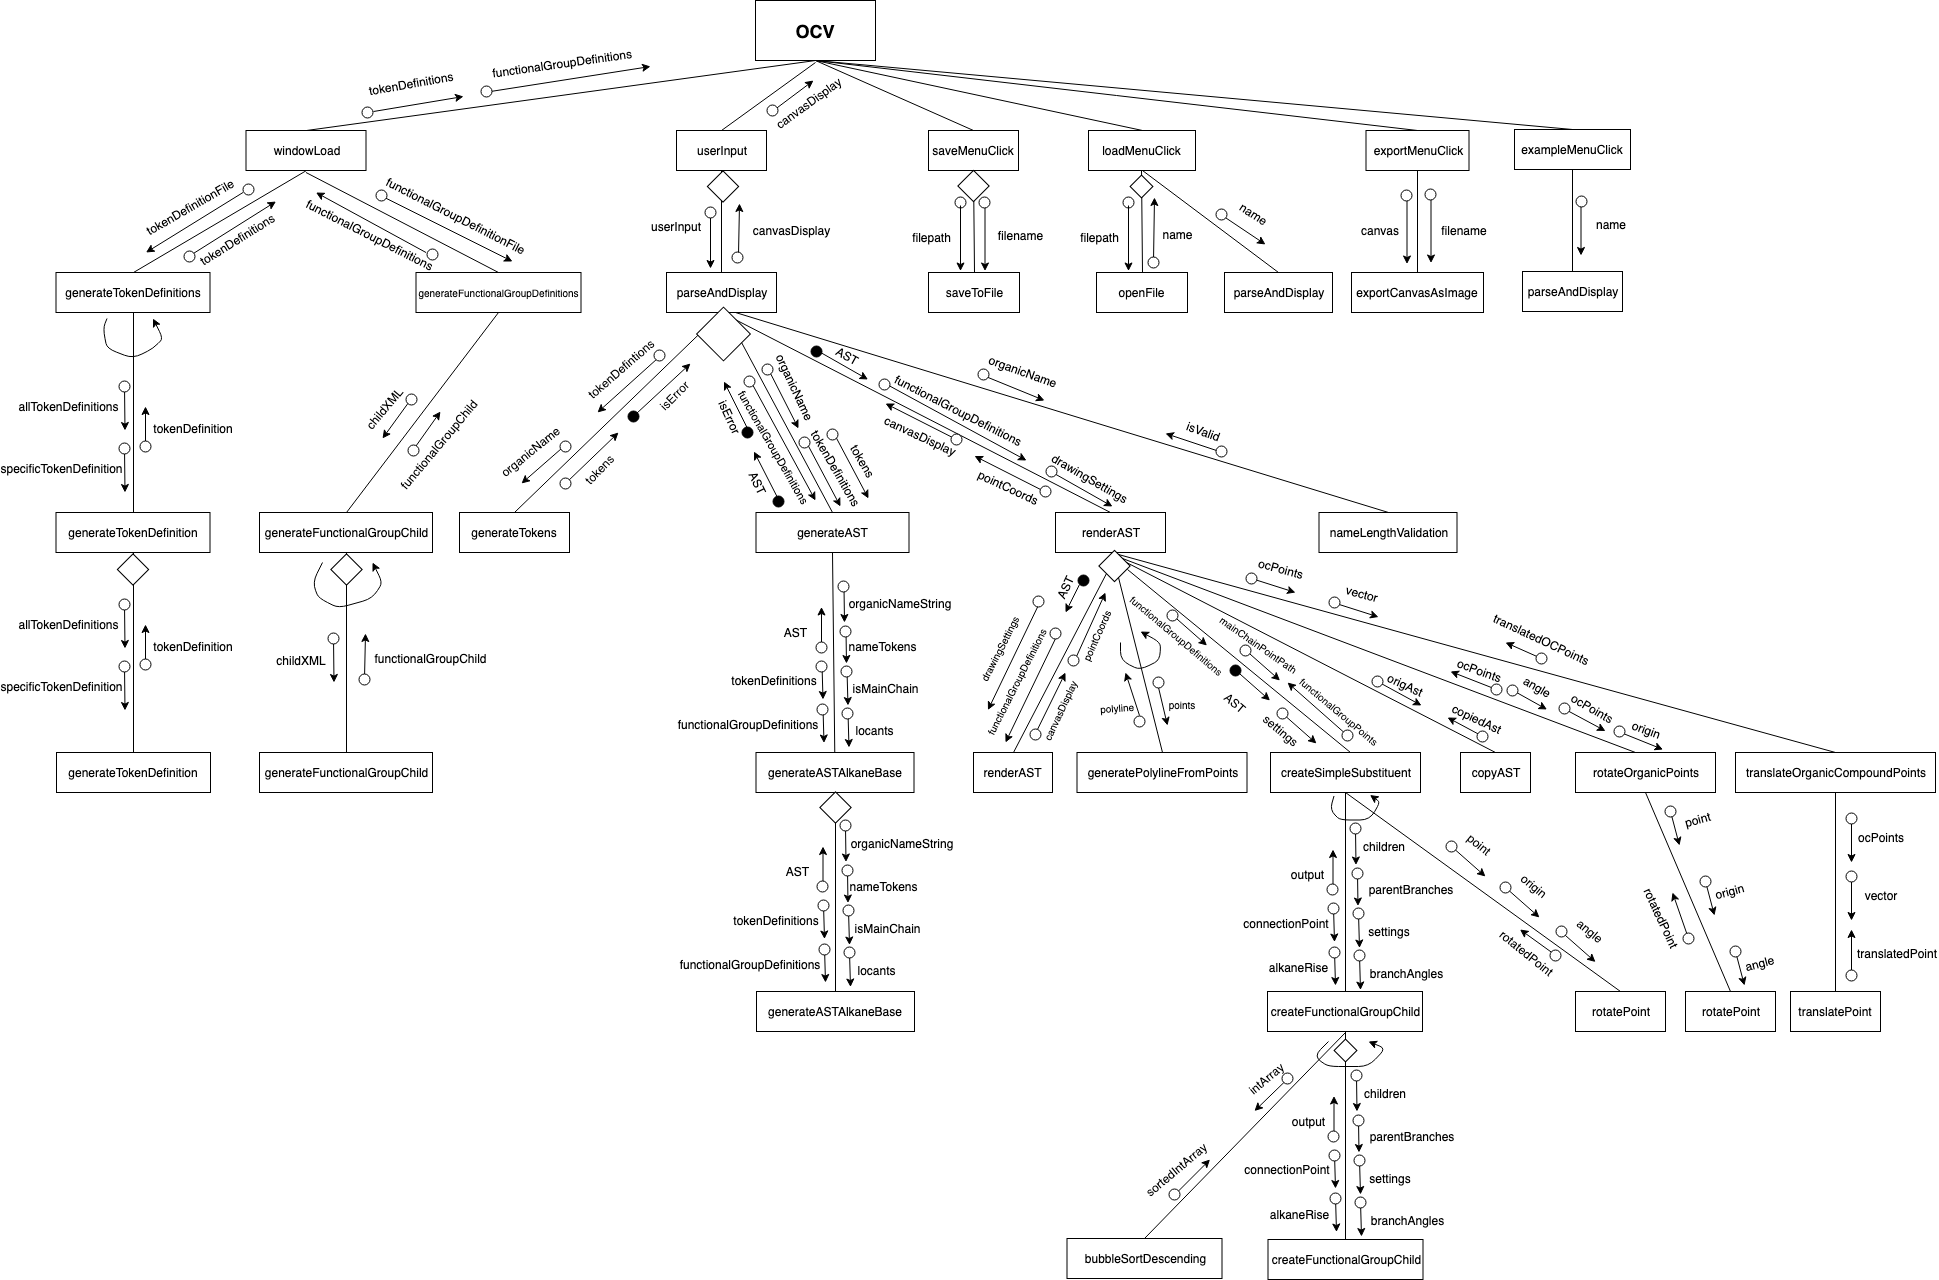 OCV
tokenDefinitions
functionalGroupDefinitions
canvasDisplay
windowLoad
userInput
saveMenuClick
loadMenuClick
exportMenuClick
exampleMenuClick
tokenDefinitionFile
tokenDefinitions
functionalGroupDefinitionFile
functionalGroupDefinitions
userInput
canvasDisplay
filepath
filename
filepath
name
name
canvas
filename
name
generateTokenDefinitions
generateFunctionalGroupDefinitions
parseAndDisplay
saveToFile
openFile
parseAndDisplay
exportCanvasAsImage
parseAndDisplay
allTokenDefinitions
tokenDefinition
specificTokenDefinition
childXML
functionalGroupChild
tokenDefintions
isError
organicName
tokens
isError
AST
functionalGroupDefinitions
organicName
tokenDefinitions
tokens
AST
functionalGroupDefinitions
canvasDisplay
drawingSettings
pointCoords
organicName
isValid
generateTokenDefinition
generateFunctionalGroupChild
generateTokens
generateAST
renderAST
nameLengthValidation
allTokenDefinitions
tokenDefinition
specificTokenDefinition
childXML
functionalGroupChild
organicNameString
AST
nameTokens
tokenDefinitions
isMainChain
functionalGroupDefinitions
locants
AST
drawingSettings
functionalGroupDefinitions
pointCoords
canvasDisplay
polyline
points
functionalGroupDefinitions
mainChainPointPath
AST
functionalGroupPoints
settings
origAst
copiedAst
ocPoints
angle
ocPoints
origin
ocPoints
vector
translatedOCPoints
generateTokenDefinition
generateFunctionalGroupChild
generateASTAlkaneBase
renderAST
generatePolylineFromPoints
createSimpleSubstituent
copyAST
rotateOrganicPoints
translateOrganicCompoundPoints
organicNameString
AST
nameTokens
tokenDefinitions
isMainChain
functionalGroupDefinitions
locants
children
output
parentBranches
connectionPoint
settings
alkaneRise
branchAngles
point
origin
angle
rotatedPoint
point
origin
rotatedPoint
angle
ocPoints
vector
translatedPoint
generateASTAlkaneBase
createFunctionalGroupChild
rotatePoint
rotatePoint
translatePoint
intArray
sortedIntArray
children
output
parentBranches
connectionPoint
settings
alkaneRise
branchAngles
bubbleSortDescending
createFunctionalGroupChild